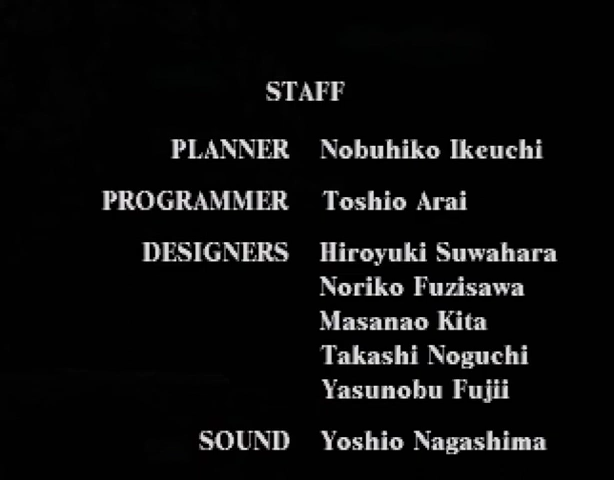 STAFF
PLANNER Nobuhiko Ikeuchi
PROGRAMMER Toshio Arai
DESIGNERS Hiroyuki Suwahara
Noriko Fuzisawa
Masanao Kita
Takashi Noguchi
Yasunobu Fujii
SOUND Yoshio Nagashima